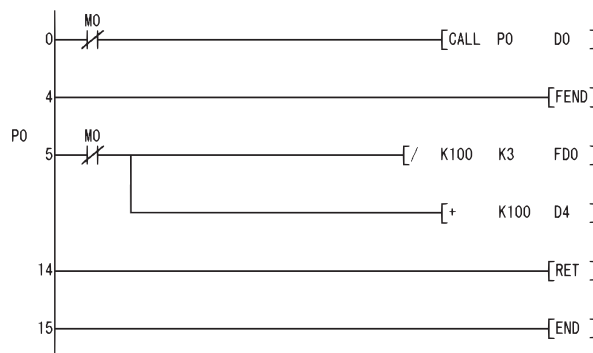 M0
0 [CALL P0 D0 ]
4 [FEND]
P0 M0
5 [/ K100 K3 FD0 ]
[+ K100 D4 ]
14 [RET ]
15 [END ]